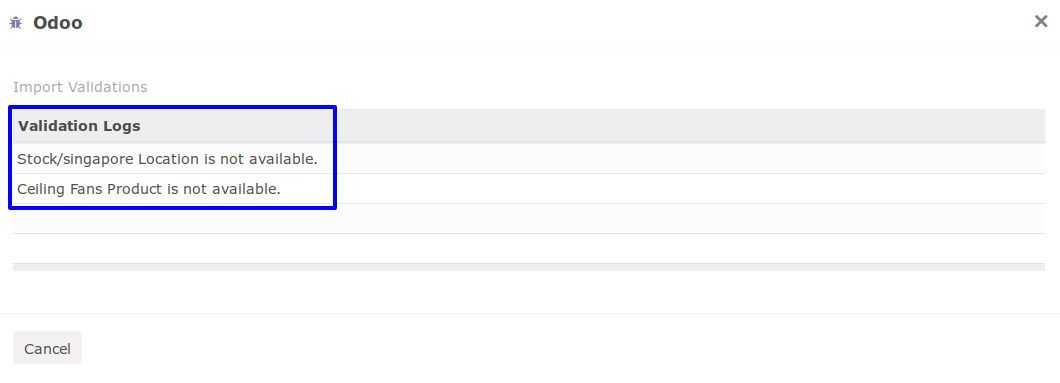 Odoo
Import Validations
Validation Logs
Stock/singapore Location is not available.
Ceiling Fans Product is not available.
Cancel